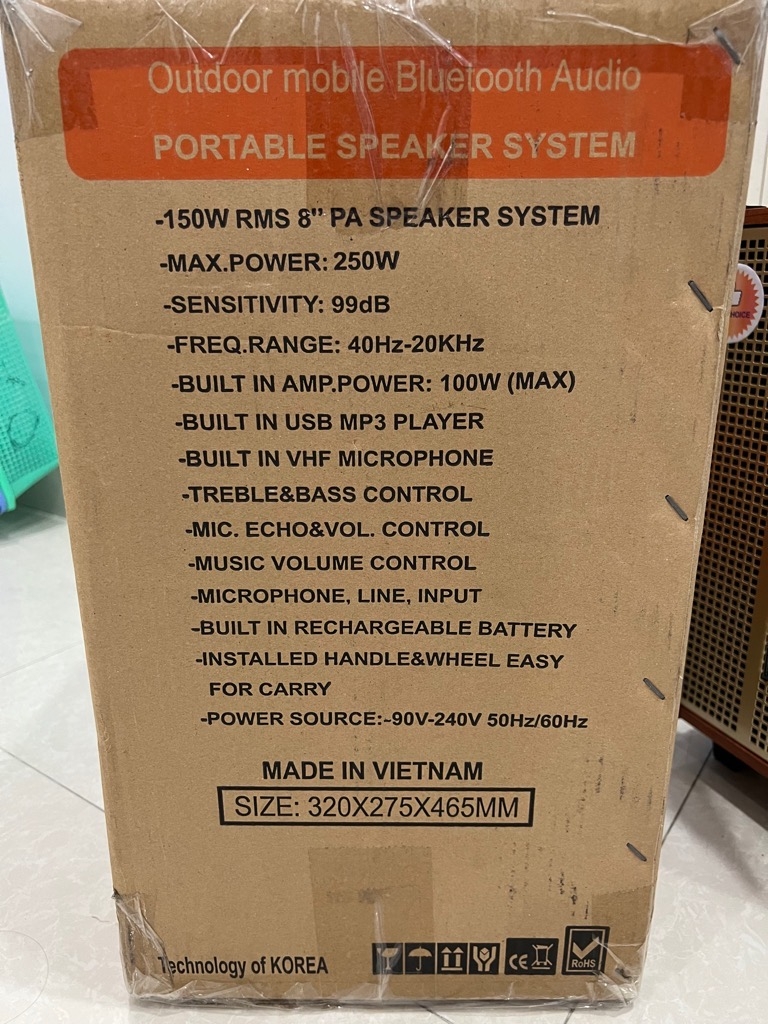 Outdoor mobile Bluetooth Audio
PORTABLE SPEAKER SYSTEM
-150W RMS 8" PA SPEAKER SYSTEM
-MAX.POWER: 250W
-SENSITIVITY: 99dB
-FREQ.RANGE: 40Hz-20KHz
-BUILT IN AMP.POWER: 100W (MAX)
-BUILT IN USB MP3 PLAYER
-BUILT IN VHF MICROPHONE
-TREBLE&BASS CONTROL
-MIC. ECHO&VOL. CONTROL
-MUSIC VOLUME CONTROL
-MICROPHONE, LINE, INPUT
-BUILT IN RECHARGEABLE BATTERY
-INSTALLED HANDLE&WHEEL EASY
FOR CARRY
-POWER SOURCE:~90V-240V 50Hz/60Hz
MADE IN VIETNAM
SIZE: 320X275X465MM
Technology of KOREA
CE
RoHS